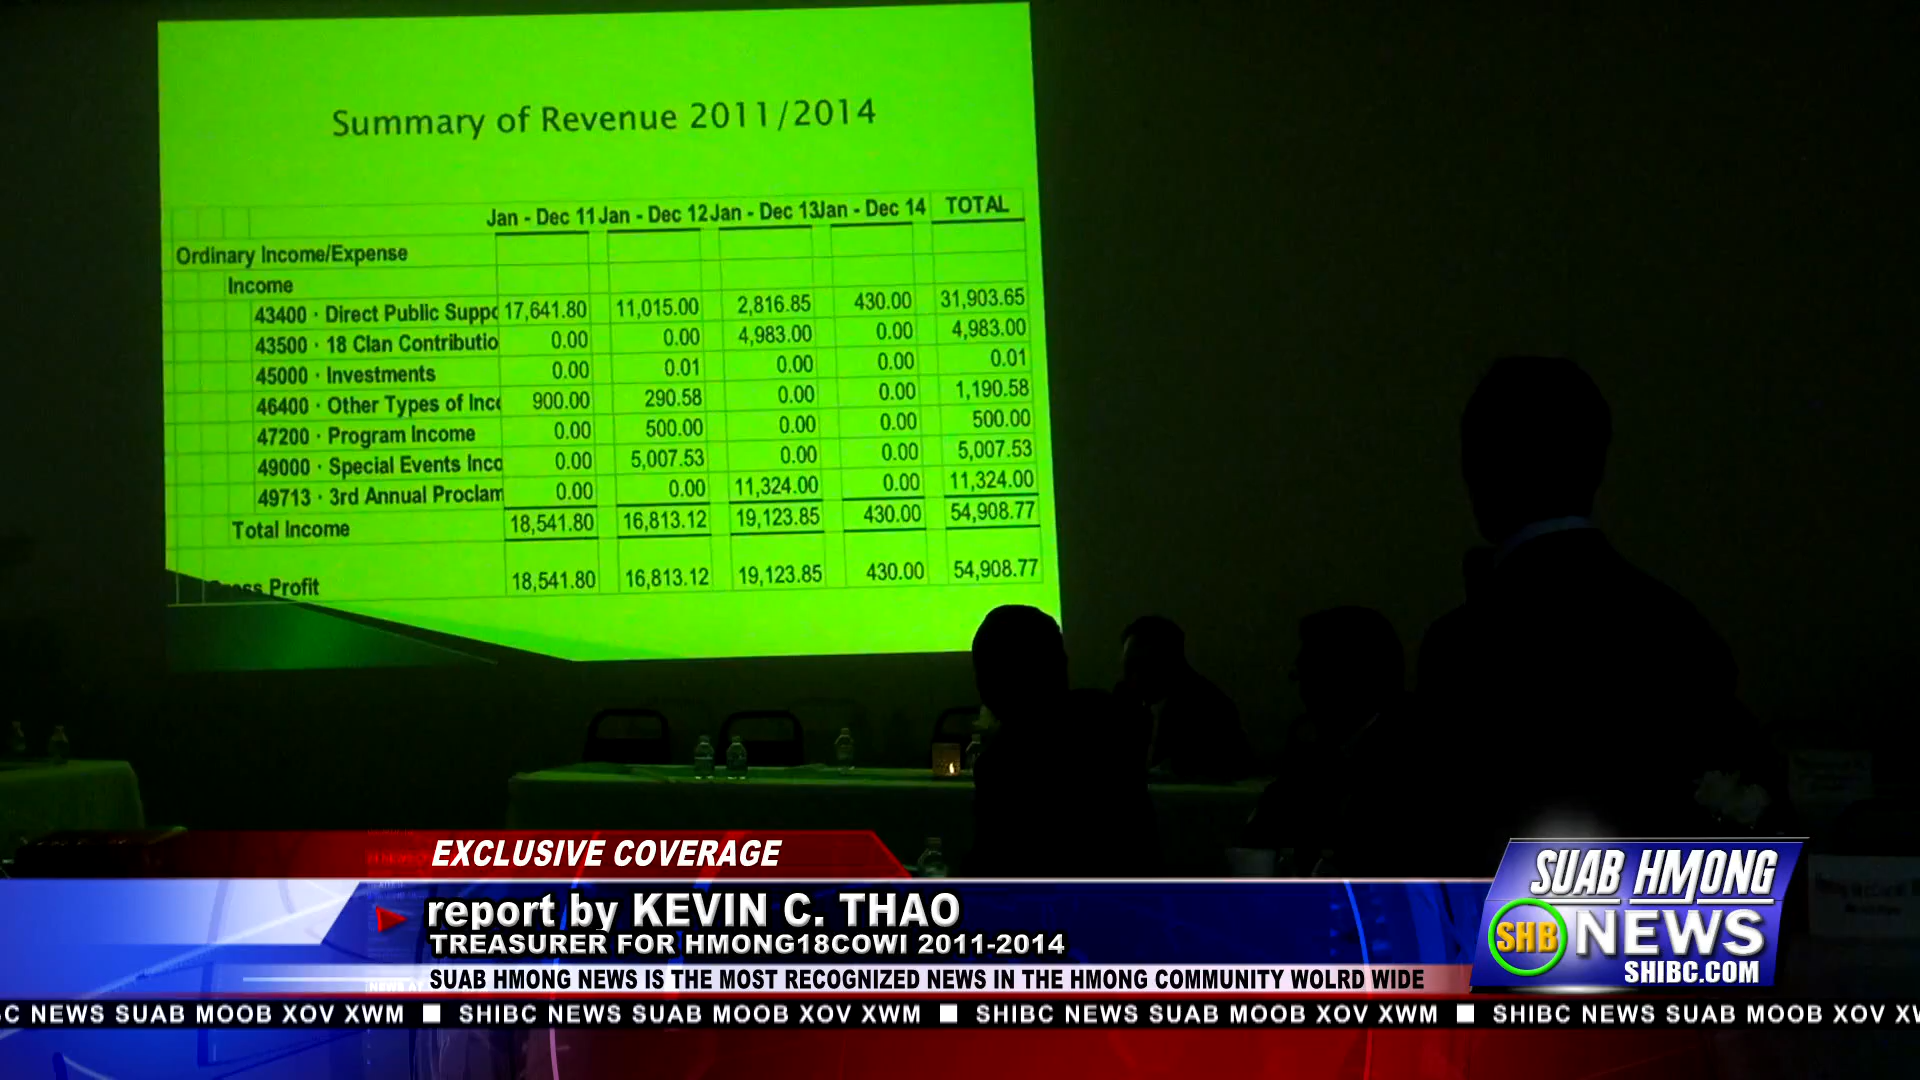 Summary of Revenue 2011/2014
Jan - Dec 11 Jan - Dec 12 Jan - Dec 13 Jan - Dec 14 TOTAL
Ordinary Income/Expense
Income
43400 · Direct Public Suppo 17,641.80 11,015.00 2,816.85 430.00 31,903.65
43500 · 18 Clan Contributio 0.00 0.00 4,983.00 0.00 4,983.00
45000 · Investments 0.00 0.01 0.00 0.00 0.01
46400 · Other Types of Inc 900.00 290.58 0.00 0.00 1,190.58
47200 · Program Income 0.00 500.00 0.00 0.00 500.00
49000 · Special Events Inco 0.00 5,007.53 0.00 0.00 5,007.53
49713 · 3rd Annual Proclam 0.00 0.00 11,324.00 0.00 11,324.00
Total Income 18,541.80 16,813.12 19,123.85 430.00 54,908.77
Profit 18,541.80 16,813.12 19,123.85 430.00 54,908.77
EXCLUSIVE COVERAGE
report by KEVIN C. THAO
TREASURER FOR HMONG18COWI 2011-2014
SUAB HMONG NEWS IS THE MOST RECOGNIZED NEWS IN THE HMONG COMMUNITY WOLRD WIDE
SUAB HMONG
SHB NEWS
SHIBC.COM
C NEWS SUAB MOOB XOV XWM ■ SHIBC NEWS SUAB MOOB XOV XWM ■ SHIBC NEWS SUAB MOOB XOV XWM ■ SHIBC NEWS SUAB MOOB XOV XW